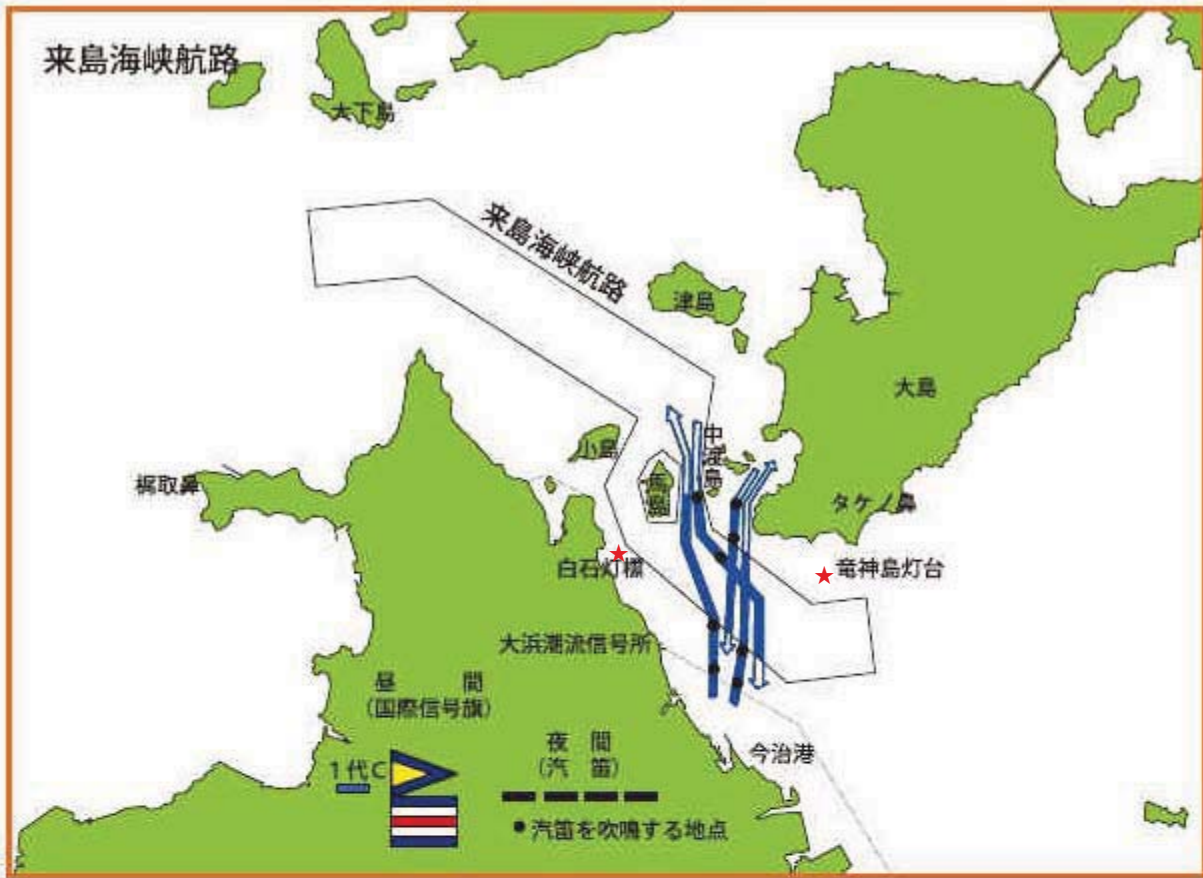 来島海峡航路
大下島
来島海峡航路
津島
大島
小島
中渡島
馬島
梶取鼻
タケノ鼻
白石灯標
竜神島灯台
大浜潮流信号所
昼 間
(国際信号旗)
夜 間
(汽 笛)
今治港
1代C
汽笛を吹鳴する地点